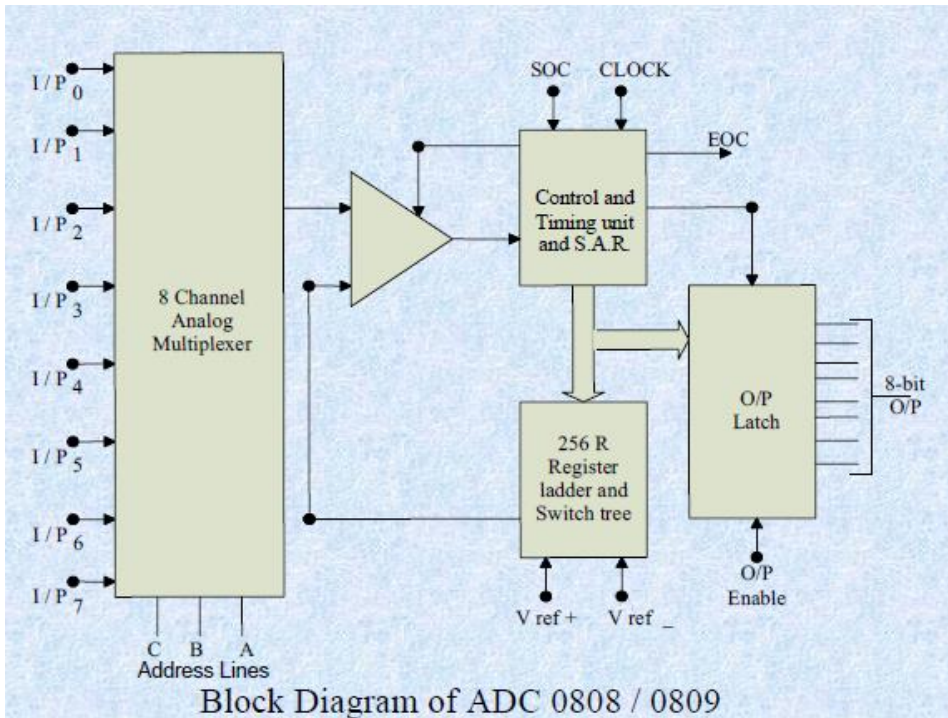 I / P 0
I / P 1
I / P 2
I / P 3
I / P 4
I / P 5
I / P 6
I / P 7
8 Channel
Analog
Multiplexer
C B A
Address Lines
SOC CLOCK
EOC
Control and
Timing unit
and S.A.R.
256 R
Register
ladder and
Switch tree
V ref + V ref _
O/P
Latch
8-bit
O/P
O/P
Enable
Block Diagram of ADC 0808 / 0809